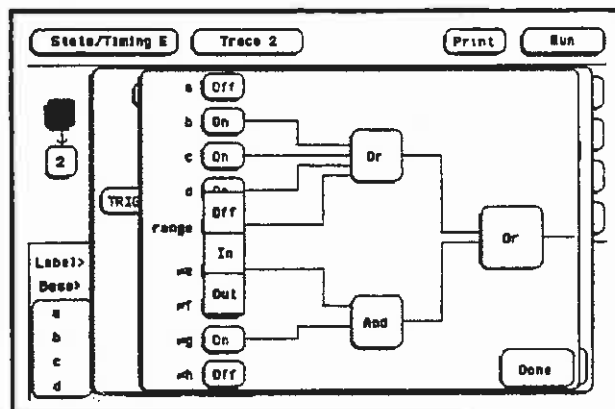 State/Timing E Trace 2 Print Run
a Off
b On
c On
d On
2
TRIG
range
Off
In
Out
≠e
≠f
≠g On
≠h Off
Or
And
Or
Done
Label>
Base>
a
b
c
d